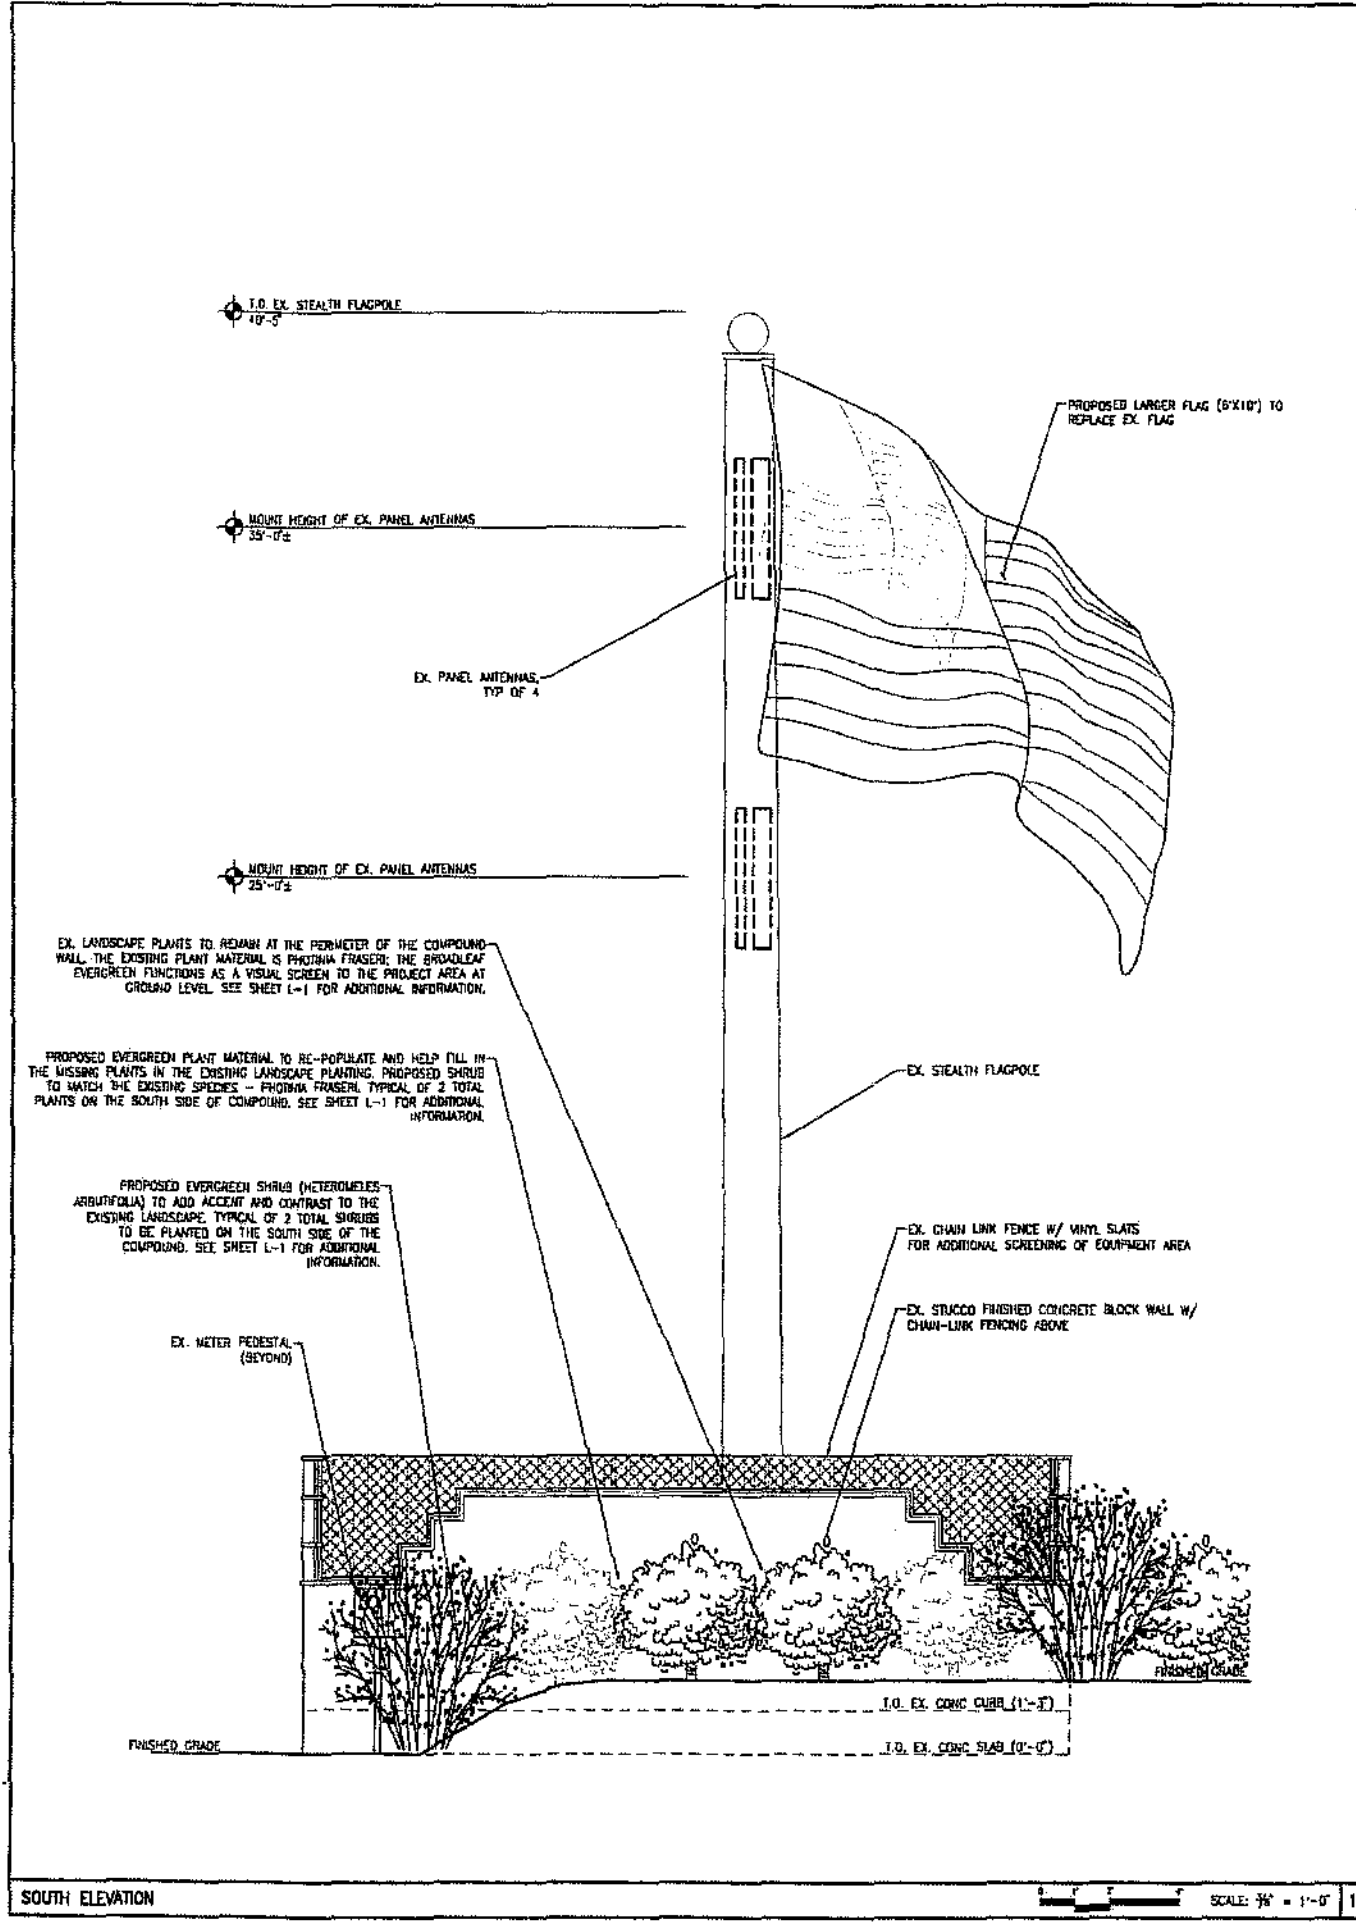 T.O. EX. STEALTH FLAGPOLE
PROPOSED LARGER FLAG (6'X10') TO
REPLACE EX. FLAG
MOUNT HEIGHT OF EX. PANEL ANTENNAS
35'-0"±
EX. PANEL ANTENNAS,
TYP OF 4
MOUNT HEIGHT OF EX. PANEL ANTENNAS
25'-0"±
EX. LANDSCAPE PLANTS TO REMAIN AT THE PERIMETER OF THE COMPOUND
WALL. THE EXISTING PLANT MATERIAL IS PHOTINIA FRASERI; THE BROADLEAF
EVERGREEN FUNCTIONS AS A VISUAL SCREEN TO THE PROJECT AREA AT
GROUND LEVEL. SEE SHEET L-1 FOR ADDITIONAL INFORMATION.
PROPOSED EVERGREEN PLANT MATERIAL TO RE-POPULATE AND HELP FILL IN
THE MISSING PLANTS IN THE EXISTING LANDSCAPE PLANTING. PROPOSED SHRUB
TO MATCH THE EXISTING SPECIES - PHOTINIA FRASERI. TYPICAL OF 2 TOTAL
PLANTS ON THE SOUTH SIDE OF COMPOUND. SEE SHEET L-1 FOR ADDITIONAL
INFORMATION.
EX. STEALTH FLAGPOLE
PROPOSED EVERGREEN SHRUB (HETEROMELES
ARBUTIFOLIA) TO ADD ACCENT AND CONTRAST TO THE
EXISTING LANDSCAPE. TYPICAL OF 2 TOTAL SHRUBS
TO BE PLANTED ON THE SOUTH SIDE OF THE
COMPOUND. SEE SHEET L-1 FOR ADDITIONAL
INFORMATION.
EX. CHAIN LINK FENCE W/ VINYL SLATS
FOR ADDITIONAL SCREENING OF EQUIPMENT AREA
EX. STUCCO FINISHED CONCRETE BLOCK WALL W/
CHAIN-LINK FENCING ABOVE
EX. METER PEDESTAL
(BEYOND)
FINISHED GRADE
T.O. EX. CONC CURB (1'-3")
T.O. EX. CONC SLAB (0'-0")
FINISHED GRADE
SOUTH ELEVATION
SCALE: = 1'-0"
1